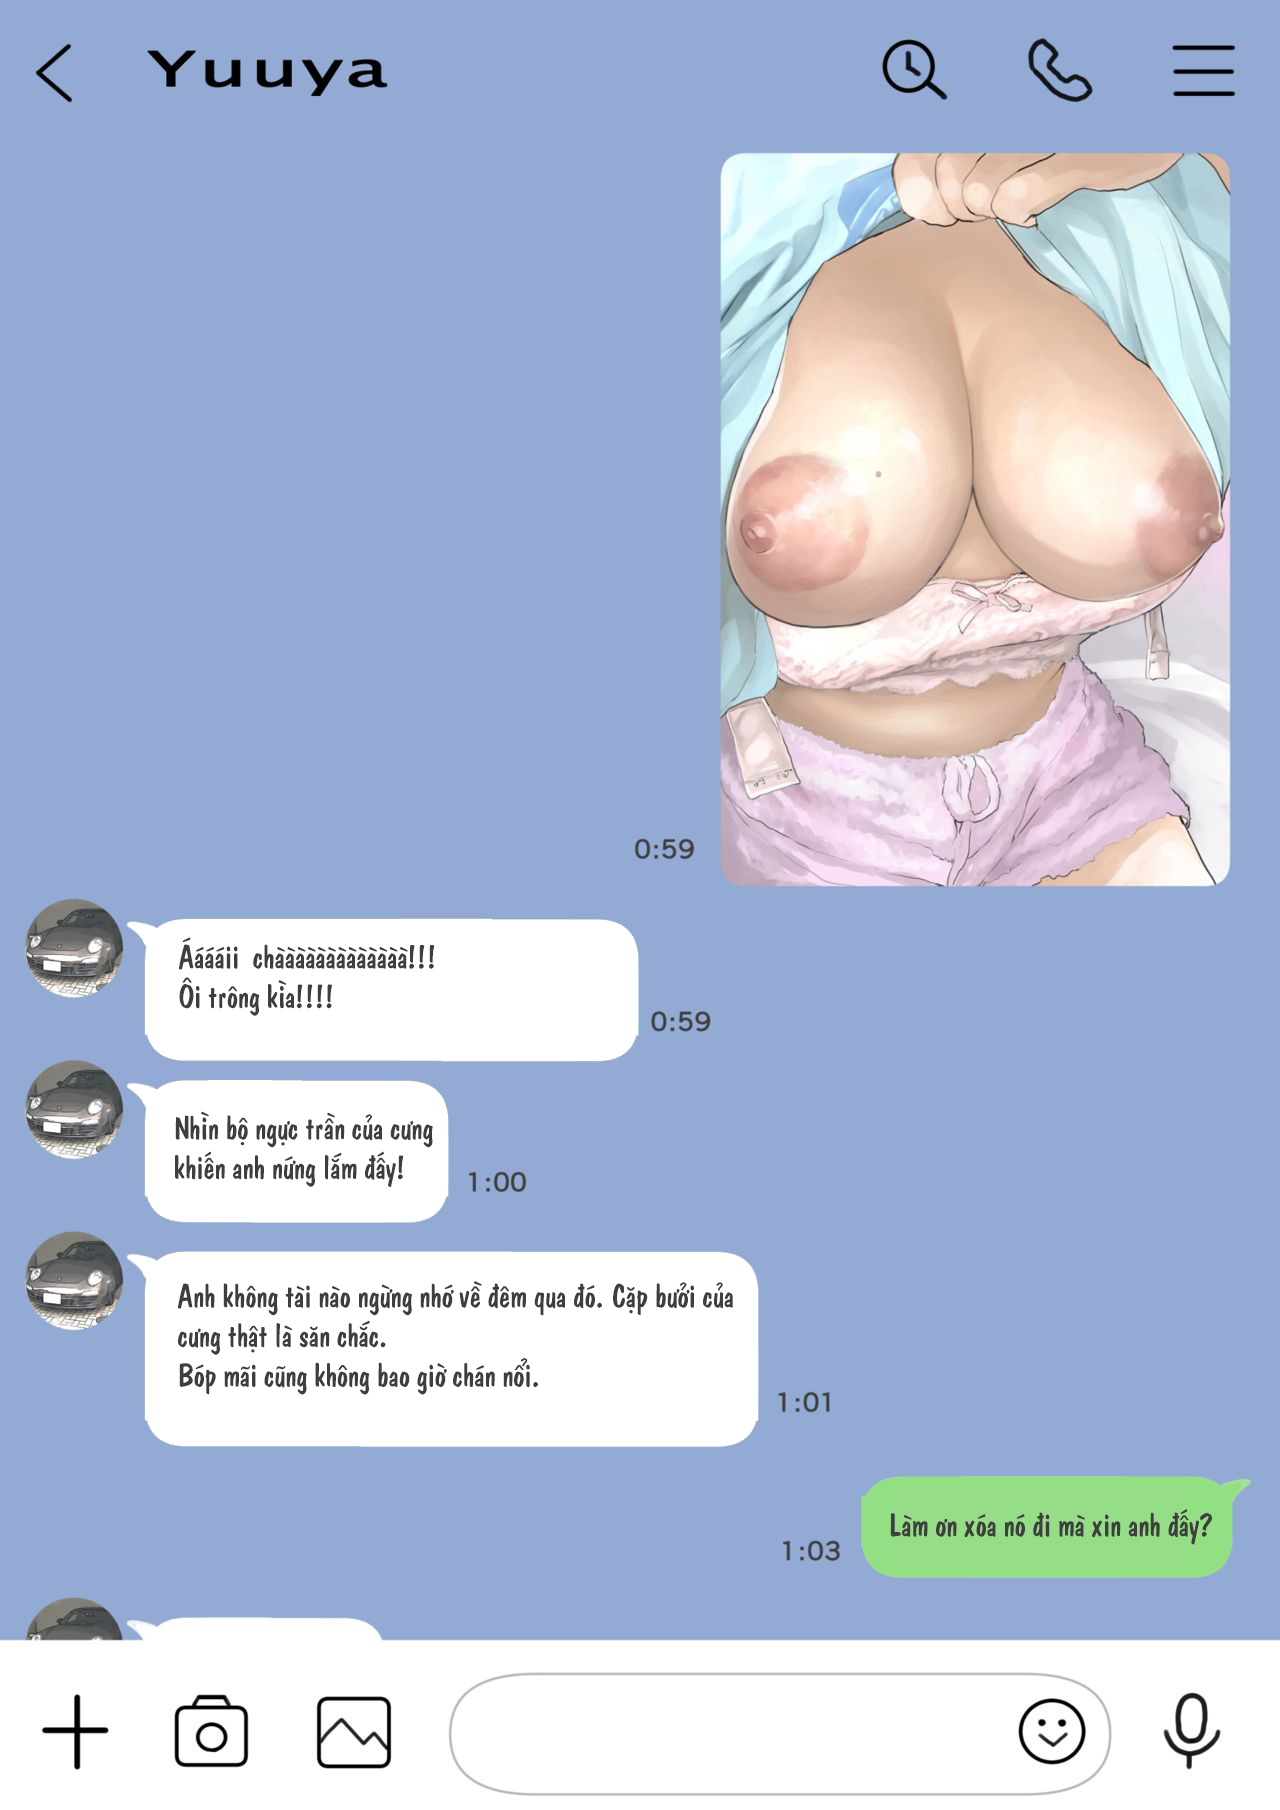 Yuuya
0:59
Áááái chàààààààààààà!!!
Ôi trông kìa!!!!
0:59
Nhìn bộ ngực trần của cưng
khiến anh nứng lắm đấy!
1:00
Anh không tài nào ngừng nhớ về đêm qua đó. Cặp bưởi của
cưng thật là săn chắc.
Bóp mãi cũng không bao giờ chán nổi.
1:01
Làm ơn xóa nó đi mà xin anh đấy?
1:03